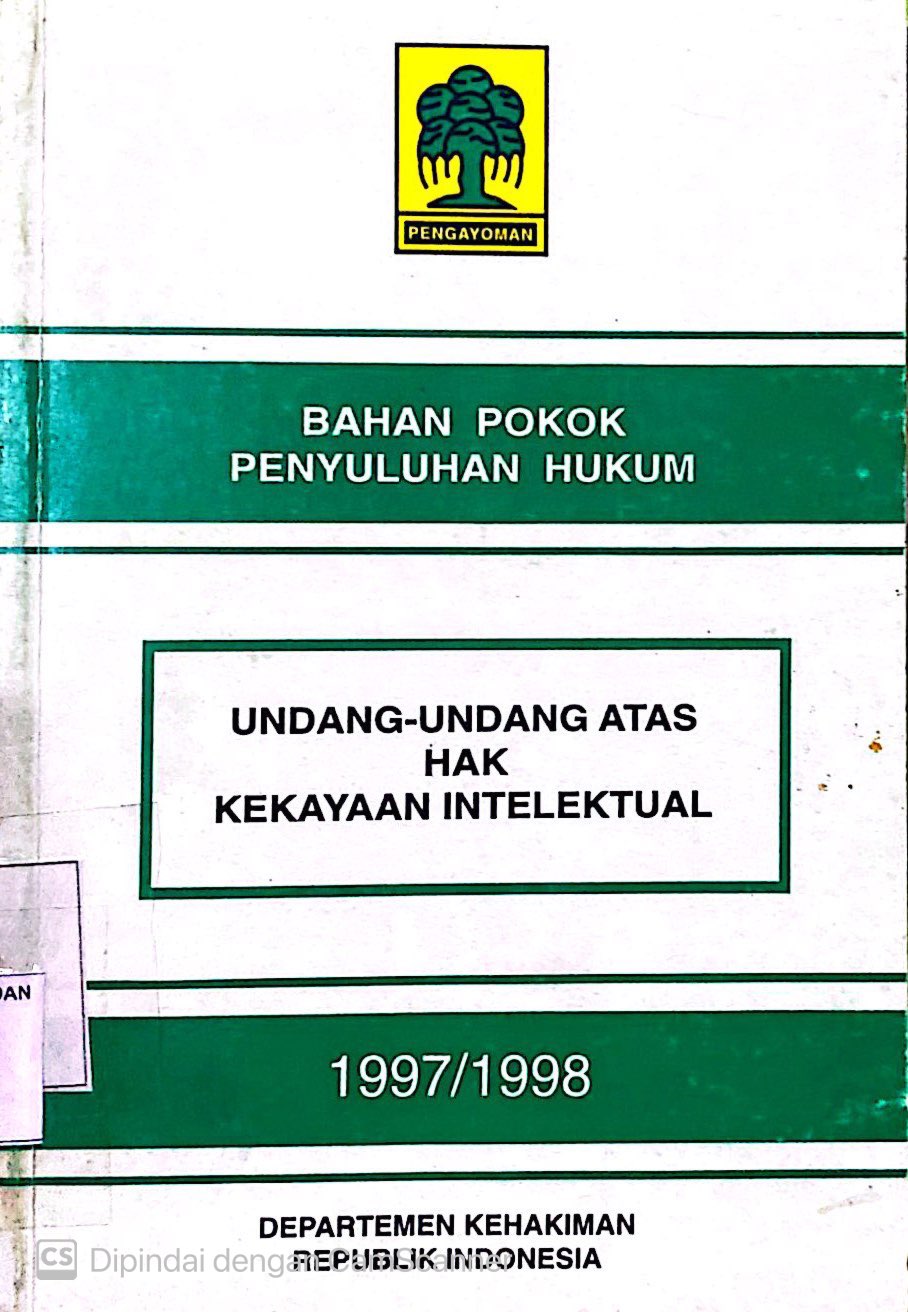 PENGAYOMAN
BAHAN POKOK
PENYULUHAN HUKUM
UNDANG-UNDANG ATAS
HAK
KEKAYAAN INTELEKTUAL
DAN
1997/1998
DEPARTEMEN KEHAKIMAN
REPUBLIK INDONESIA
CS Dipindai dengan CamScanner